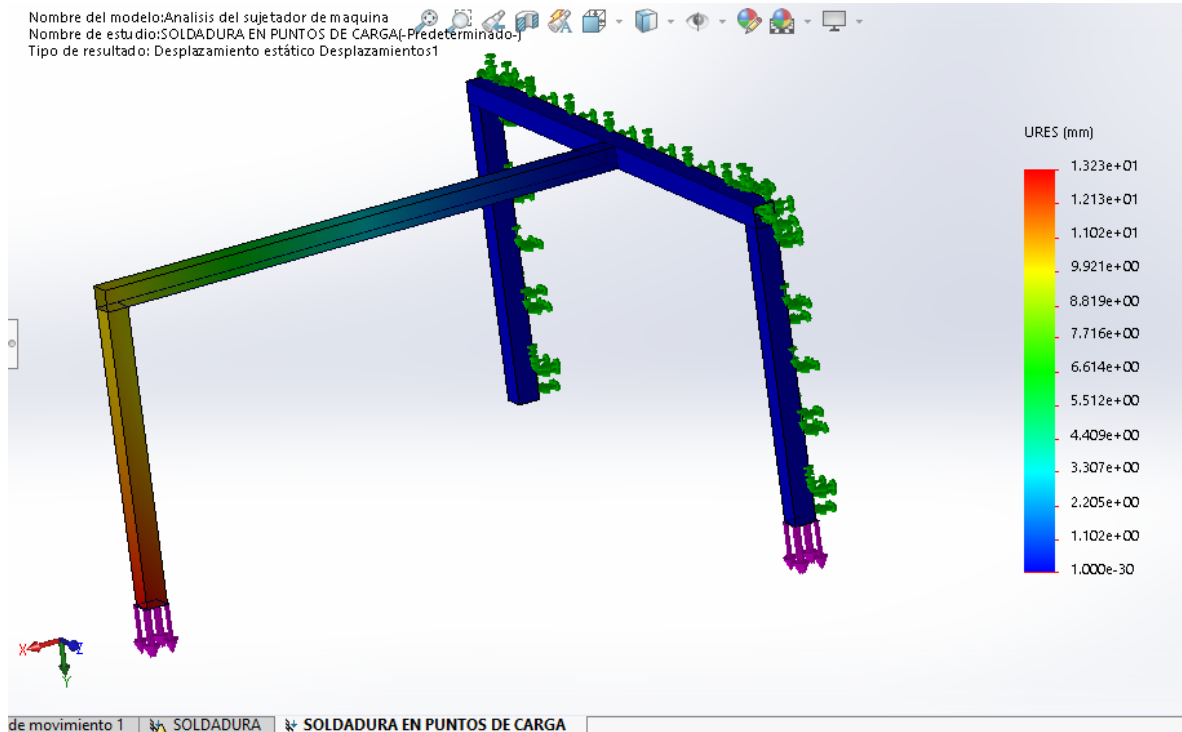 Nombre del modelo:Analisis del sujetador de maquina
Nombre de estudio:SOLDADURA EN PUNTOS DE CARGA(-Predeterminado-)
Tipo de resultado: Desplazamiento estático Desplazamientos1
URES (mm)
1.323e+01
1.213e+01
1.102e+01
9.921e+00
8.819e+00
7.716e+00
6.614e+00
5.512e+00
4.409e+00
3.307e+00
2.205e+00
1.102e+00
1.000e-30
X Z
Y
de movimiento 1 SOLDADURA SOLDADURA EN PUNTOS DE CARGA